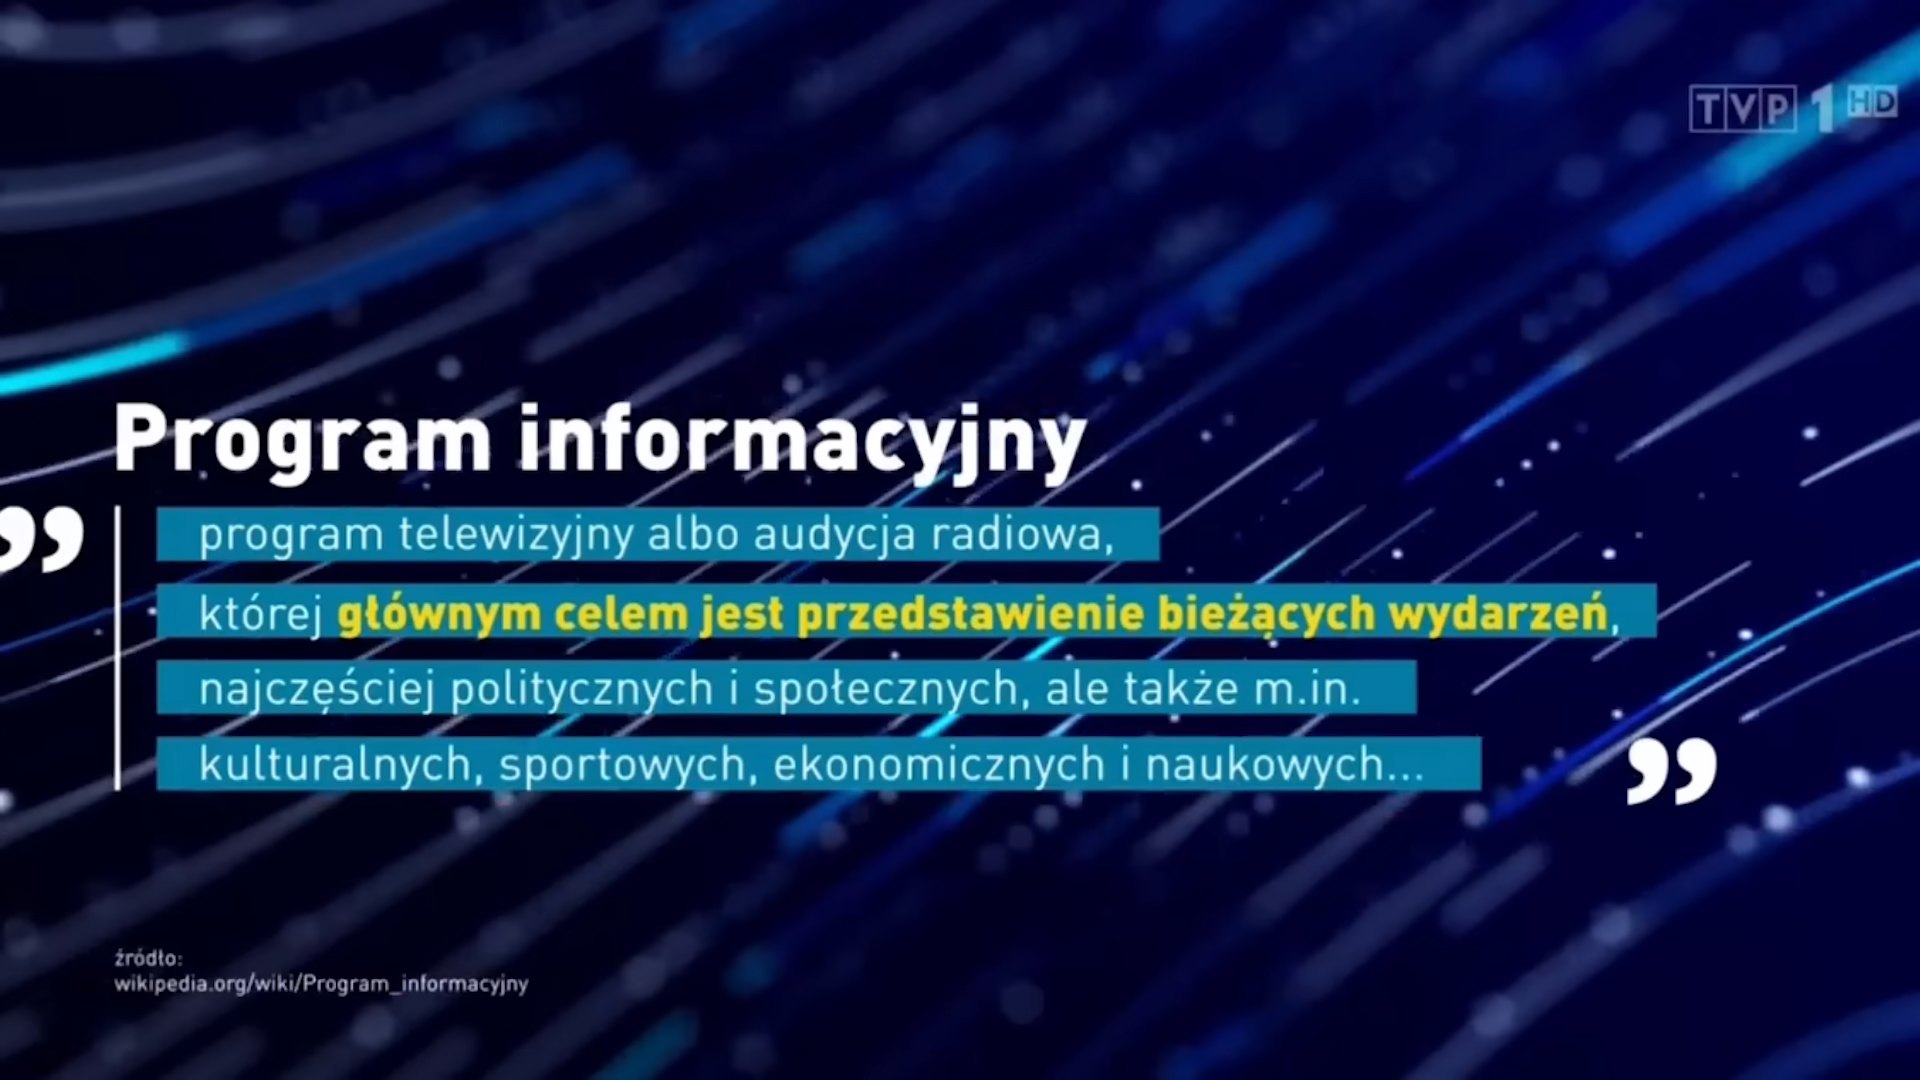 TVP 1 HD
Program informacyjny
” program telewizyjny albo audycja radiowa,
której głównym celem jest przedstawienie bieżących wydarzeń,
najczęściej politycznych i społecznych, ale także m.in.
kulturalnych, sportowych, ekonomicznych i naukowych... ”
źródło:
wikipedia.org/wiki/Program_informacyjny